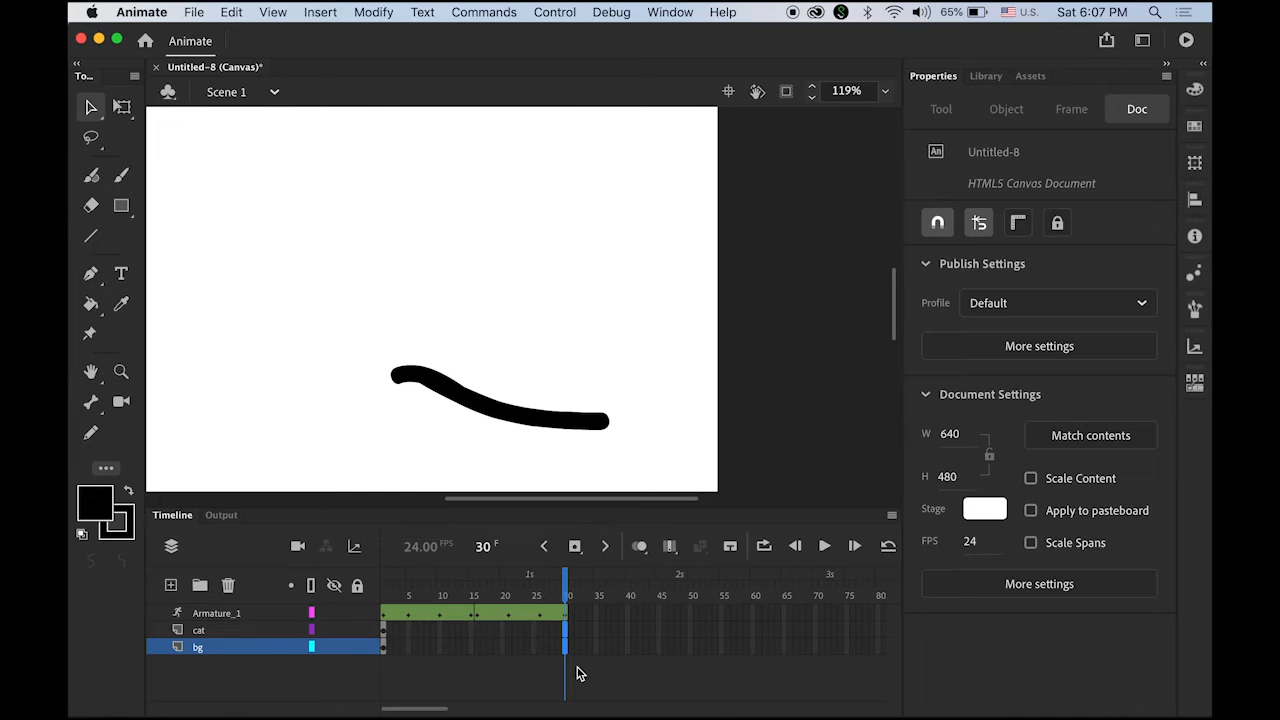 Animate File Edit View Insert Modify Text Commands Control Debug Window Help 65% U.S. Sat 6:07 PM
Animate
To... Untitled-8 (Canvas)* Properties Library Assets
Scene 1 119%
Tool Object Frame Doc
An Untitled-8
HTML5 Canvas Document
Publish Settings
Profile Default
More settings
Document Settings
W 640 Match contents
H 480 Scale Content
Stage Apply to pasteboard
FPS 24 Scale Spans
More settings
Timeline Output
24.00 FPS 30 F
1s 2s 3s
5 10 15 20 25 30 35 40 45 50 55 60 65 70 75 80
Armature_1
cat
bg